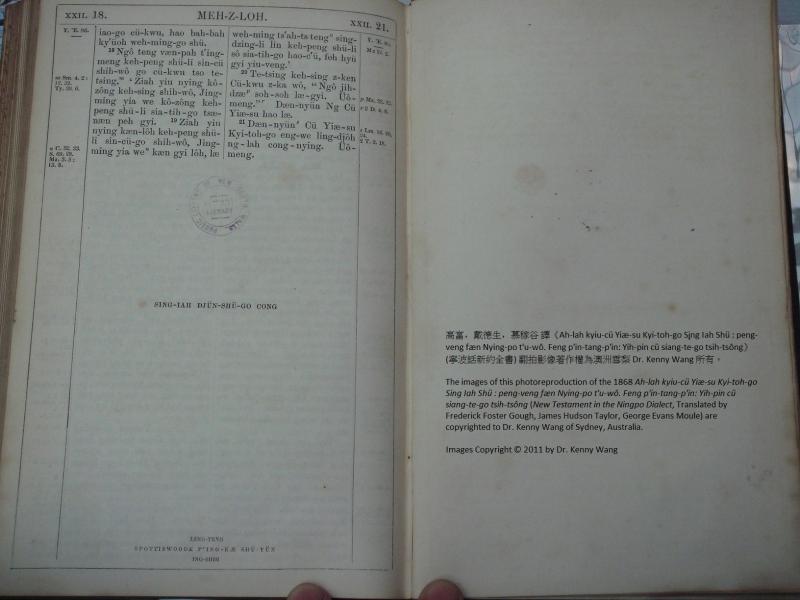 XXII. 18.
MEH-Z-LOH.
XXII. 21.
iao-go cü-kwu, hao bah-bah
ky'üoh weh-ming-go shü.
18 Ngô teng væn-pah t'ing-
meng keh-peng shü-li sin-cü
shih-wô go cü-kwu tso te-
tsing. Ziah yiu nying kô-
zông keh-sing shih-wô, Jing-
ming yia we kô-zông keh-
peng shü-li sia-tih-go tsæ-
næn peh gyi. 19 Ziah yiu
nying kæn-lôh keh-peng shü-
li sin-cü-go shih-wô, Jing-
ming yia we kæn gyi lôh, læ
weh-ming ts'ah-ts teng sing-
dzing-li lin keh-peng shü-li
sô sia-tih-go hao-c'ü, feh hyü
gyi yiu-veng.
20 Te-tsing keh-sing z-ken
Cü-kwu z-ka wô, "Ngô jih-
dzæ soh-soh læ-gyi. Üô-
meng." Dæn-nyün Ng Cü
Yiæ-su hao læ.
21 Dæn-nyün Cü Yiæ-su
Kyi-toh-go eng-we ling-djôh
ng-lah cong-nying. Üô-
meng.
SING-IAH DJÜN-SHÜ-GO CONG
LENG-TENG
SPOTTISWOODE P'ING-KÆ SHÜ-YÜN
ING-SHIH
高富，戴德生，慕稼谷 譯《Ah-lah kyiu-cü Yiæ-su Kyi-toh-go Sjng Iah Shü : peng-
veng fæn Nying-po t'u-wô. Feng p'in-tang-p'in: Yih-pin cü siang-te-go tsih-tsông》
(寧波話新約全書) 翻拍影像著作權為澳洲雪梨 Dr. Kenny Wang 所有。
The images of this photoreproduction of the 1868 Ah-lah kyiu-cü Yiæ-su Kyi-toh-go
Sing Iah Shü : peng-veng fæn Nying-po t'u-wô. Feng p'in-tang-p'in: Yih-pin cü
siang-te-go tsih-tsông (New Testament in the Ningpo Dialect, Translated by
Frederick Foster Gough, James Hudson Taylor, George Evans Moule) are
copyrighted to Dr. Kenny Wang of Sydney, Australia.
Images Copyright © 2011 by Dr. Kenny Wang